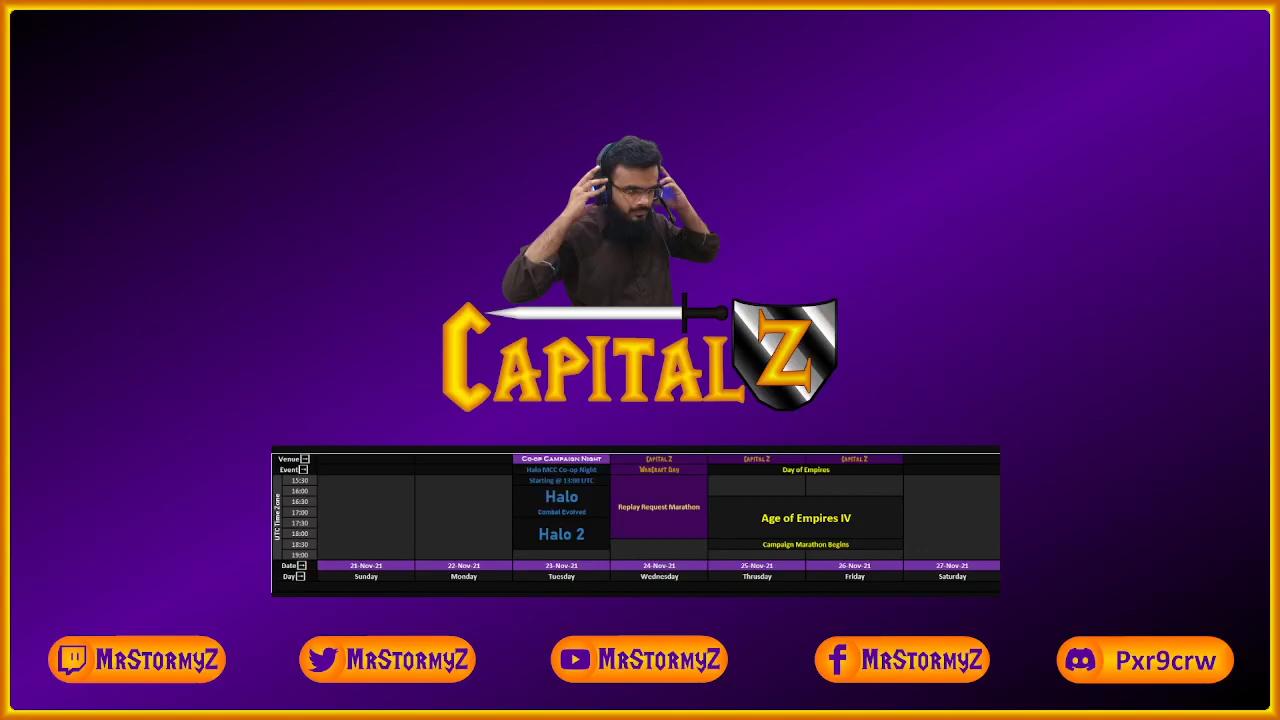 CAPITAL Z
Venue Co-op Campaign Night Capital Z Capital Z Capital Z
Event Halo MCC Co-op Night WarCraft Day Day of Empires
15:30 Starting @ 13:00 UTC
16:00
16:30
17:00
17:30
18:00
18:30
19:00
UTC Time Zone
Halo
Combat Evolved
Halo 2
Replay Request Marathon
Age of Empires IV
Campaign Marathon Begins
Date 21-Nov-21 22-Nov-21 23-Nov-21 24-Nov-21 25-Nov-21 26-Nov-21 27-Nov-21
Day Sunday Monday Tuesday Wednesday Thrusday Friday Saturday
MrStormyZ MrStormyZ MrStormyZ MrStormyZ Pxr9crw